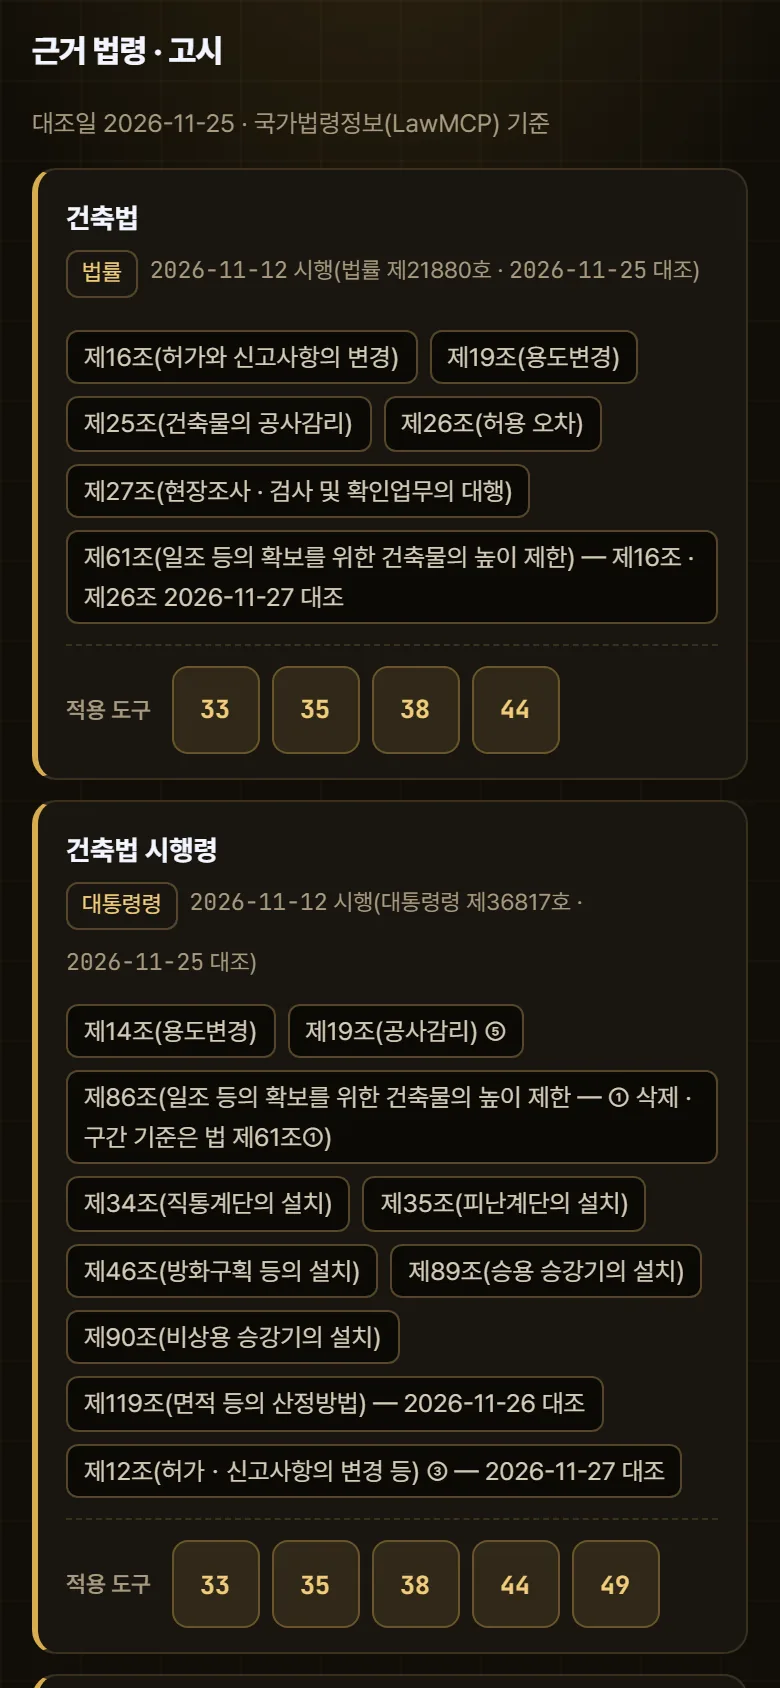 근거 법령 · 고시
대조일 2026-11-25 · 국가법령정보(LawMCP) 기준
건축법
법률 2026-11-12 시행(법률 제21880호 · 2026-11-25 대조)
제16조(허가와 신고사항의 변경) 제19조(용도변경)
제25조(건축물의 공사감리) 제26조(허용 오차)
제27조(현장조사 · 검사 및 확인업무의 대행)
제61조(일조 등의 확보를 위한 건축물의 높이 제한) — 제16조 ·
제26조 2026-11-27 대조
적용 도구 33 35 38 44
건축법 시행령
대통령령 2026-11-12 시행(대통령령 제36817호 ·
2026-11-25 대조)
제14조(용도변경) 제19조(공사감리) ⑤
제86조(일조 등의 확보를 위한 건축물의 높이 제한 — ① 삭제 ·
구간 기준은 법 제61조①)
제34조(직통계단의 설치) 제35조(피난계단의 설치)
제46조(방화구획 등의 설치) 제89조(승용 승강기의 설치)
제90조(비상용 승강기의 설치)
제119조(면적 등의 산정방법) — 2026-11-26 대조
제12조(허가 · 신고사항의 변경 등) ③ — 2026-11-27 대조
적용 도구 33 35 38 44 49